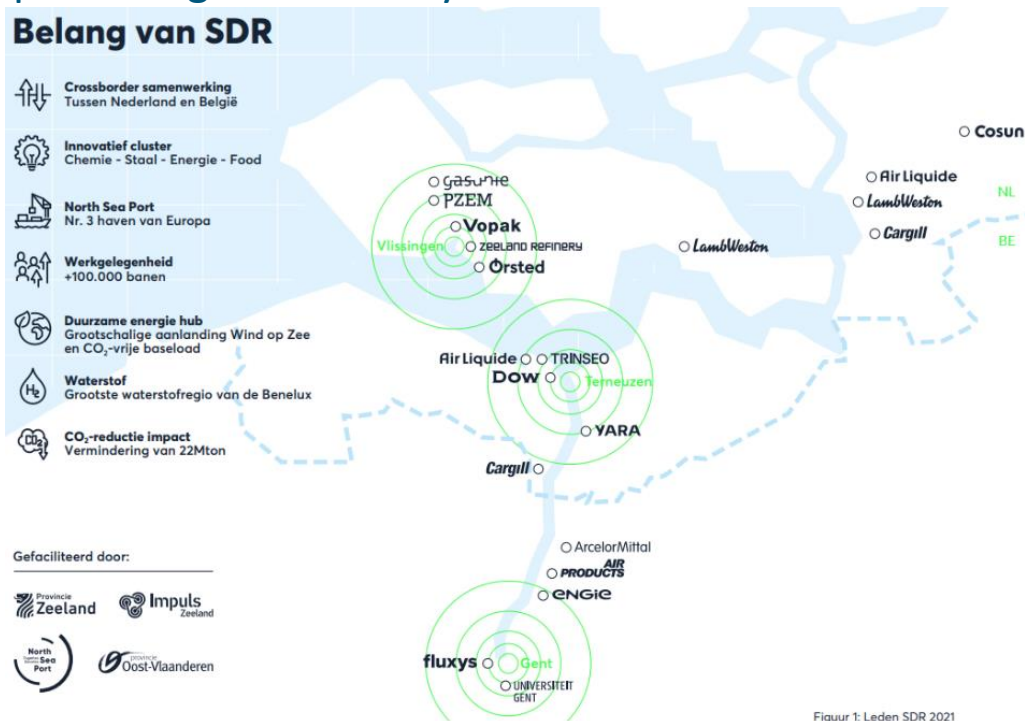 Belang van SDR
Crossborder samenwerking
Tussen Nederland en België
Innovatief cluster
Chemie - Staal - Energie - Food
North Sea Port
Nr. 3 haven van Europa
Werkgelegenheid
+100.000 banen
Duurzame energie hub
Grootschalige aanlanding Wind op Zee
en CO₂-vrije baseload
H₂
Waterstof
Grootste waterstofregio van de Benelux
CO₂
CO₂-reductie impact
Vermindering van 22Mton
Gefaciliteerd door:
Provincie
Zeeland
Impuls
Zeeland
North
Sea
Port
provincie
Oost-Vlaanderen
gasunie
PZEM
Vopak
Vlissingen
ZEELAND REFINERY
Ørsted
LambWeston
Cosun
Air Liquide
LambWeston
Cargill
NL
BE
Air Liquide
TRINSEO
Dow
Terneuzen
YARA
Cargill
ArcelorMittal
AIR
PRODUCTS
ENGIE
fluxys
Gent
UNIVERSITEIT
GENT
Figuur 1: Leden SDR 2021